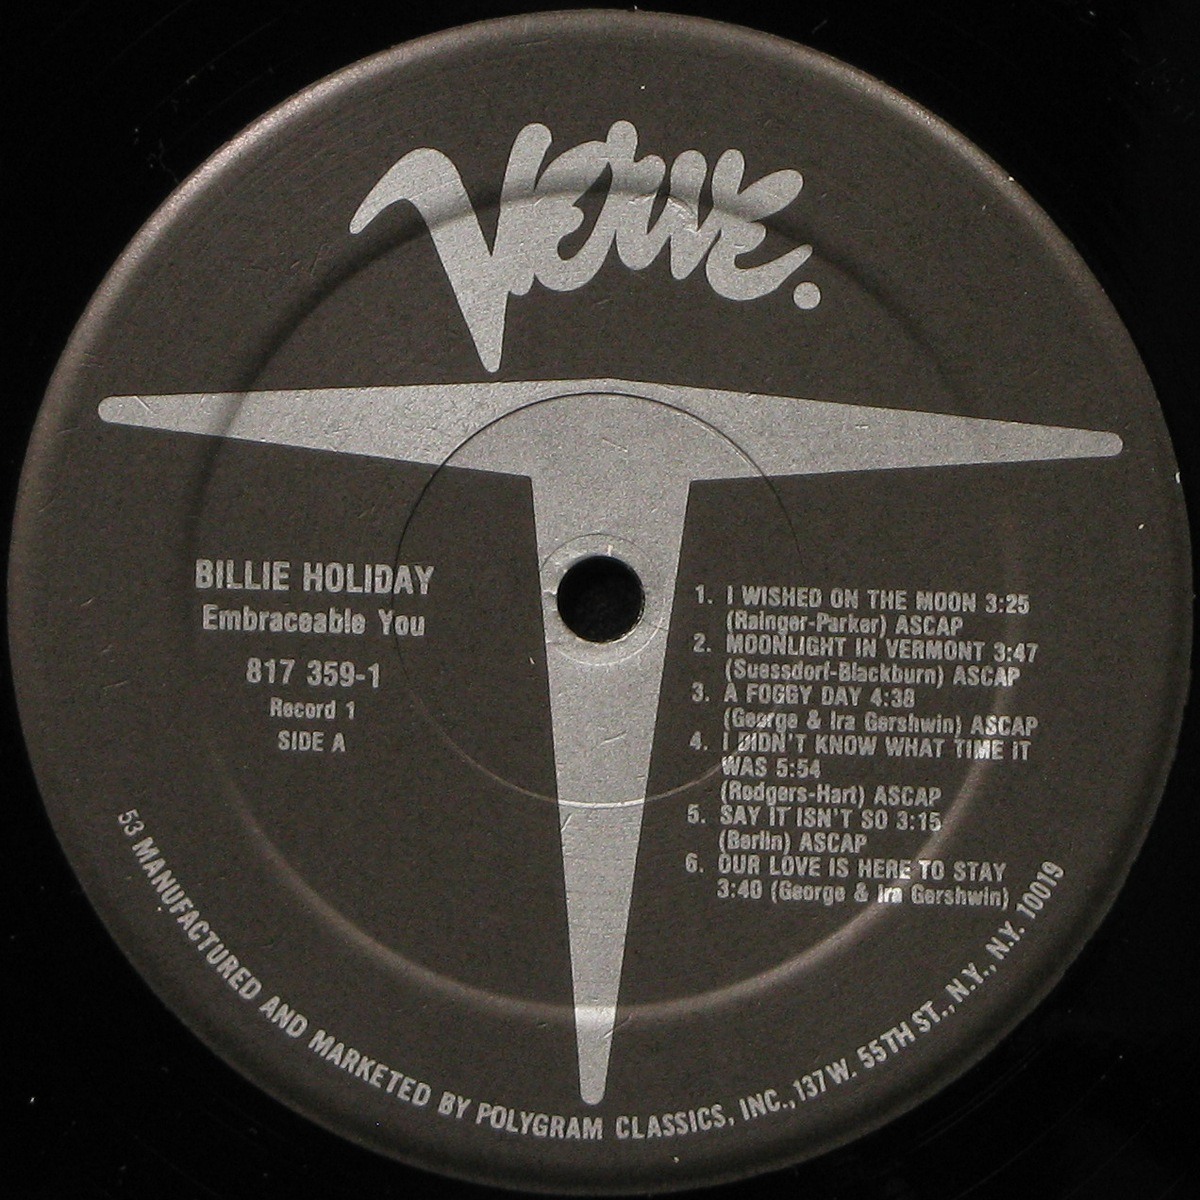 Verve.
BILLIE HOLIDAY
Embraceable You
817 359-1
Record 1
SIDE A
1. I WISHED ON THE MOON 3:25
(Rainger-Parker) ASCAP
2. MOONLIGHT IN VERMONT 3:47
(Suessdorf-Blackburn) ASCAP
3. A FOGGY DAY 4:38
(George & Ira Gershwin) ASCAP
4. I DIDN'T KNOW WHAT TIME IT
WAS 5:54
(Rodgers-Hart) ASCAP
5. SAY IT ISN'T SO 3:15
(Berlin) ASCAP
6. OUR LOVE IS HERE TO STAY
3:40 (George & Ira Gershwin)
53 MANUFACTURED AND MARKETED BY POLYGRAM CLASSICS, INC., 137 W. 55TH ST., N.Y., N.Y. 10019